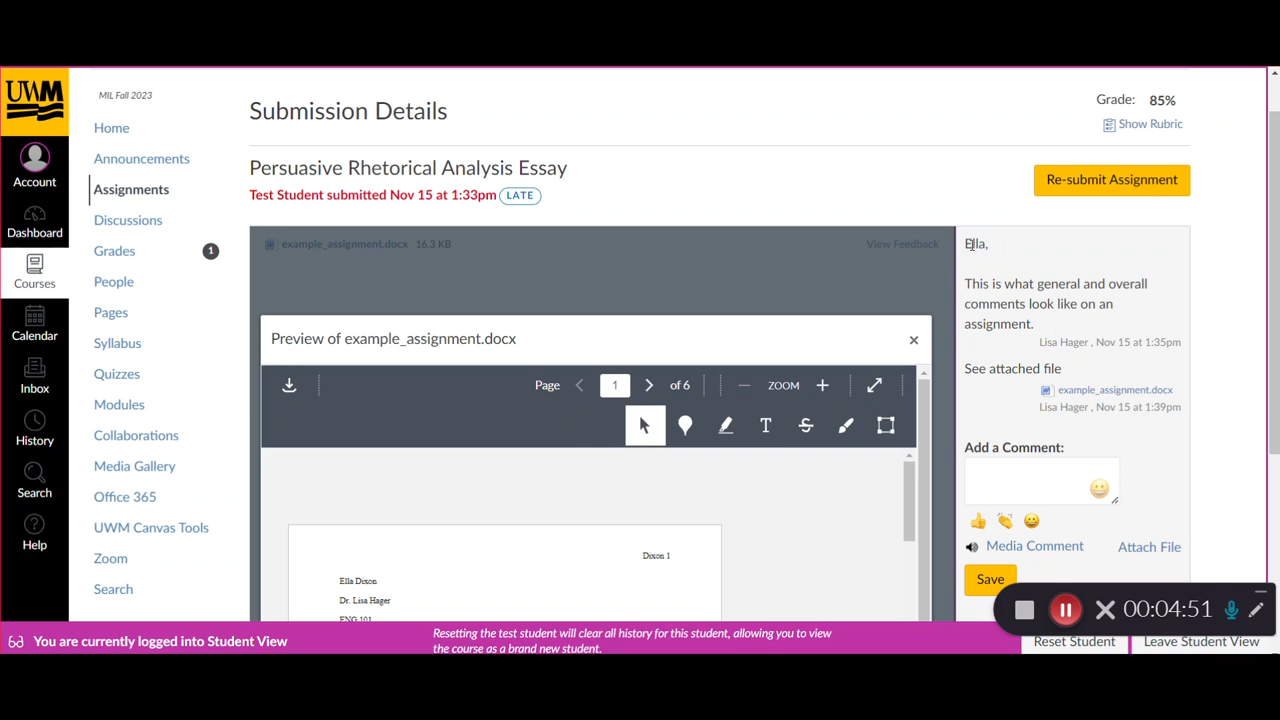 UWM
Account
Dashboard
Courses
Calendar
Inbox
History
Search
Help
MIL Fall 2023
Home
Announcements
Assignments
Discussions
Grades 1
People
Pages
Syllabus
Quizzes
Modules
Collaborations
Media Gallery
Office 365
UWM Canvas Tools
Zoom
Search
Submission Details
Grade: 85%
Show Rubric
Persuasive Rhetorical Analysis Essay
Test Student submitted Nov 15 at 1:33pm LATE
Re-submit Assignment
example_assignment.docx 16.3 KB View Feedback
Preview of example_assignment.docx ×
Page 1 of 6 ZOOM
T S
Dixon 1
Ella Dixon
Dr. Lisa Hager
ENG 101
Ella,
This is what general and overall
comments look like on an
assignment.
Lisa Hager , Nov 15 at 1:35pm
See attached file
example_assignment.docx
Lisa Hager , Nov 15 at 1:39pm
Add a Comment:
Media Comment Attach File
Save
00:04:51
You are currently logged into Student View
Resetting the test student will clear all history for this student, allowing you to view
the course as a brand new student.
Reset Student Leave Student View